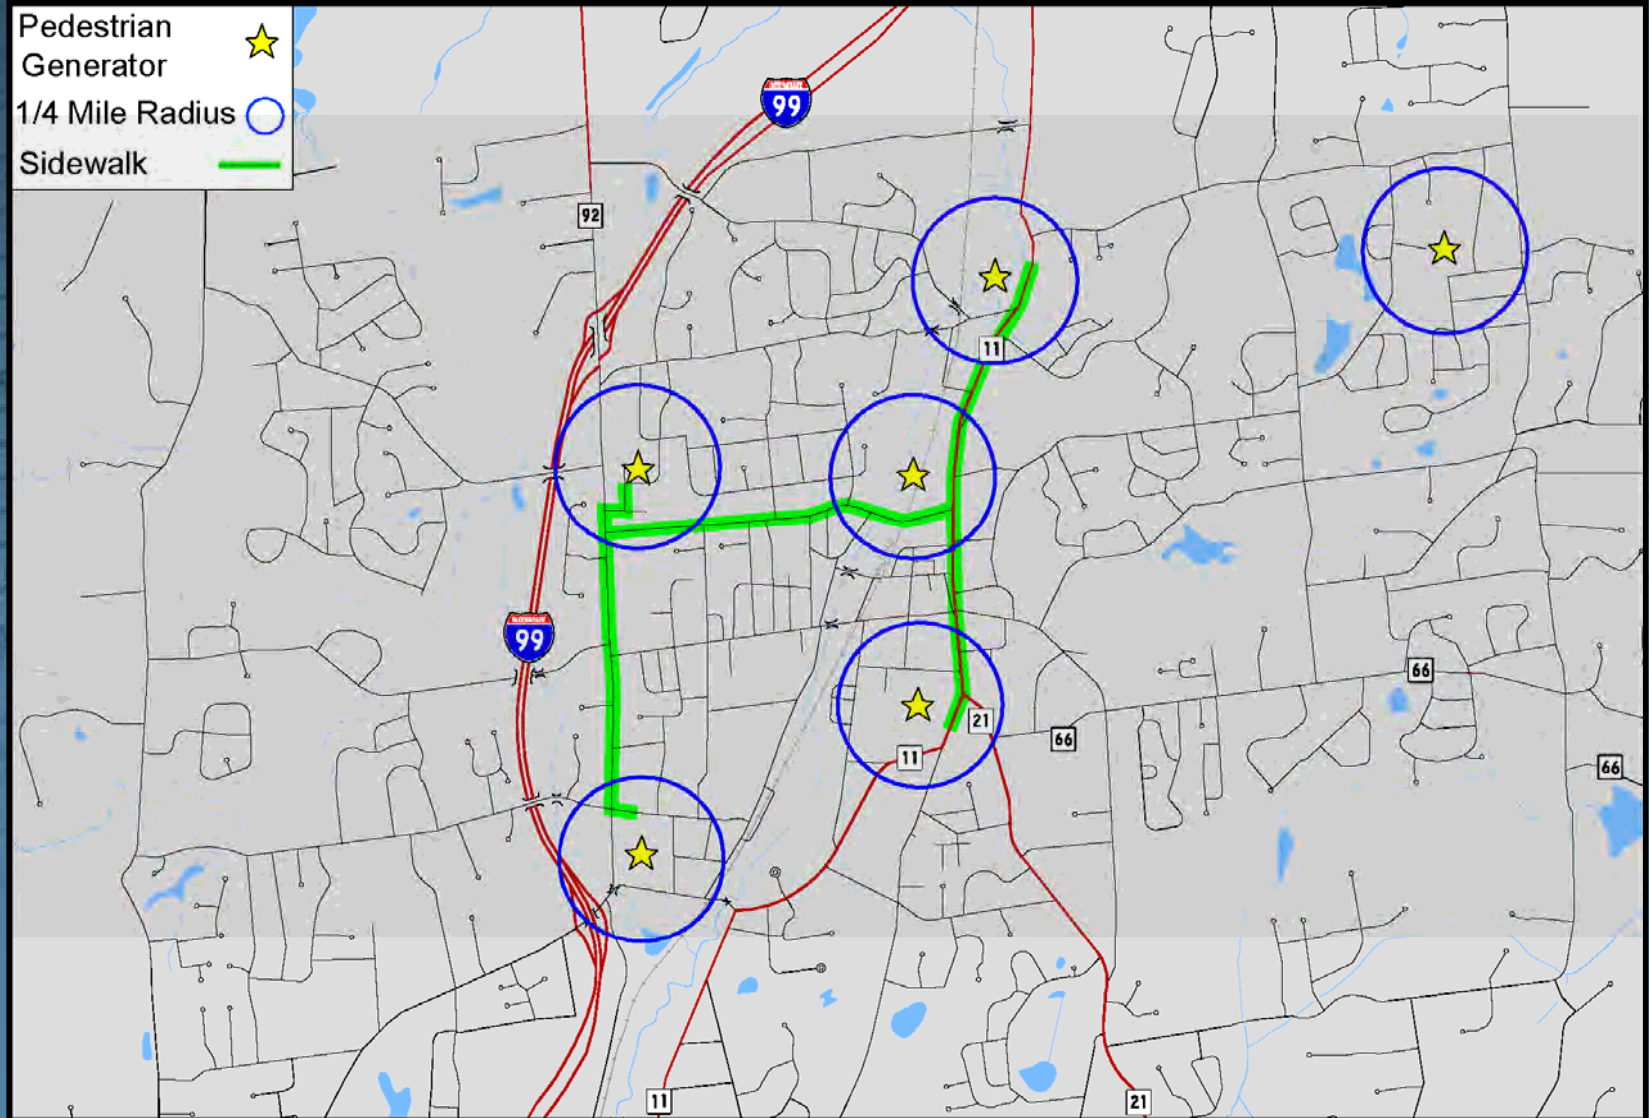 Pedestrian
Generator
1/4 Mile Radius
Sidewalk
99
92
11
99
66
21
66
11
66
11
21